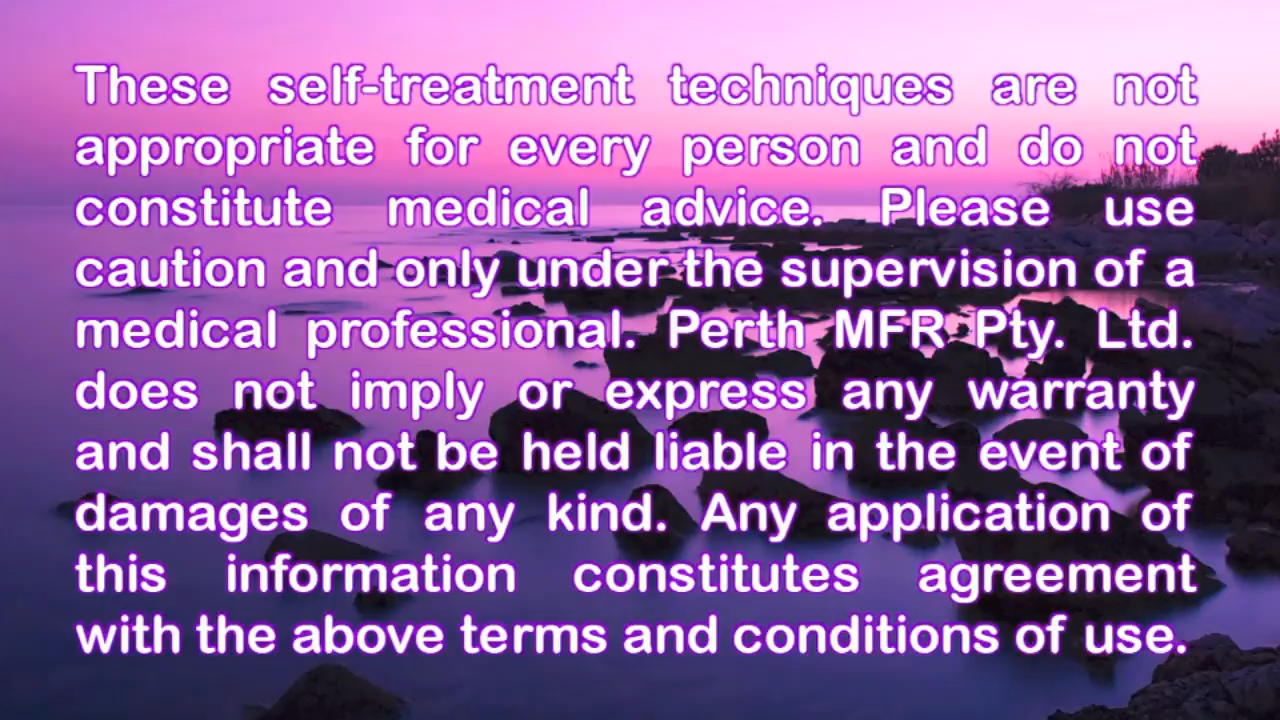 These self-treatment techniques are not
appropriate for every person and do not
constitute medical advice. Please use
caution and only under the supervision of a
medical professional. Perth MFR Pty. Ltd.
does not imply or express any warranty
and shall not be held liable in the event of
damages of any kind. Any application of
this information constitutes agreement
with the above terms and conditions of use.